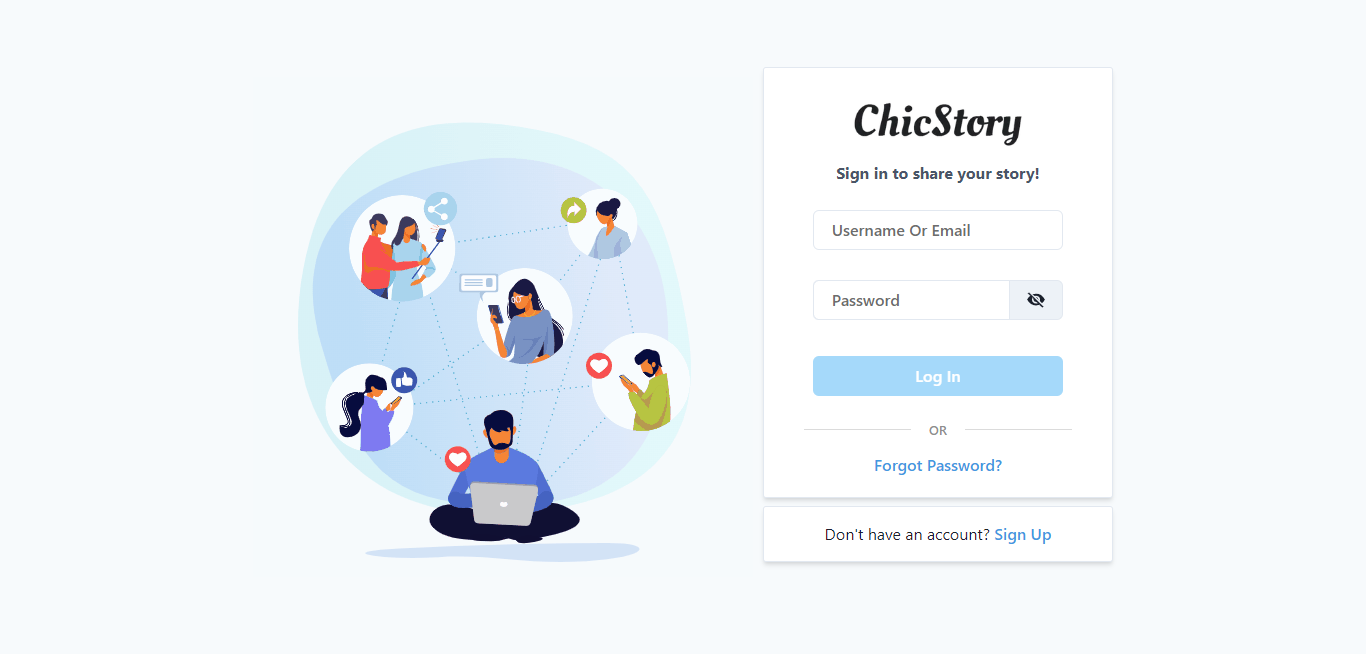 ChicStory
Sign in to share your story!
Username Or Email
Password
Log In
OR
Forgot Password?
Don't have an account? Sign Up